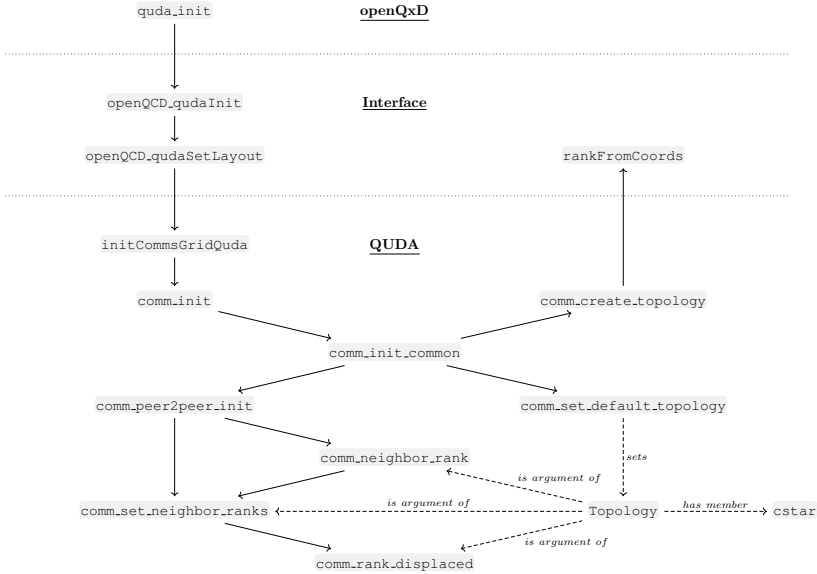 quda_init openQxD
openQCD_qudaInit Interface
openQCD_qudaSetLayout rankFromCoords
initCommsGridQuda QUDA
comm_init comm_create_topology
comm_init_common
comm_peer2peer_init comm_set_default_topology
comm_neighbor_rank sets
is argument of
comm_set_neighbor_ranks is argument of Topology has member cstar
is argument of
comm_rank_displaced